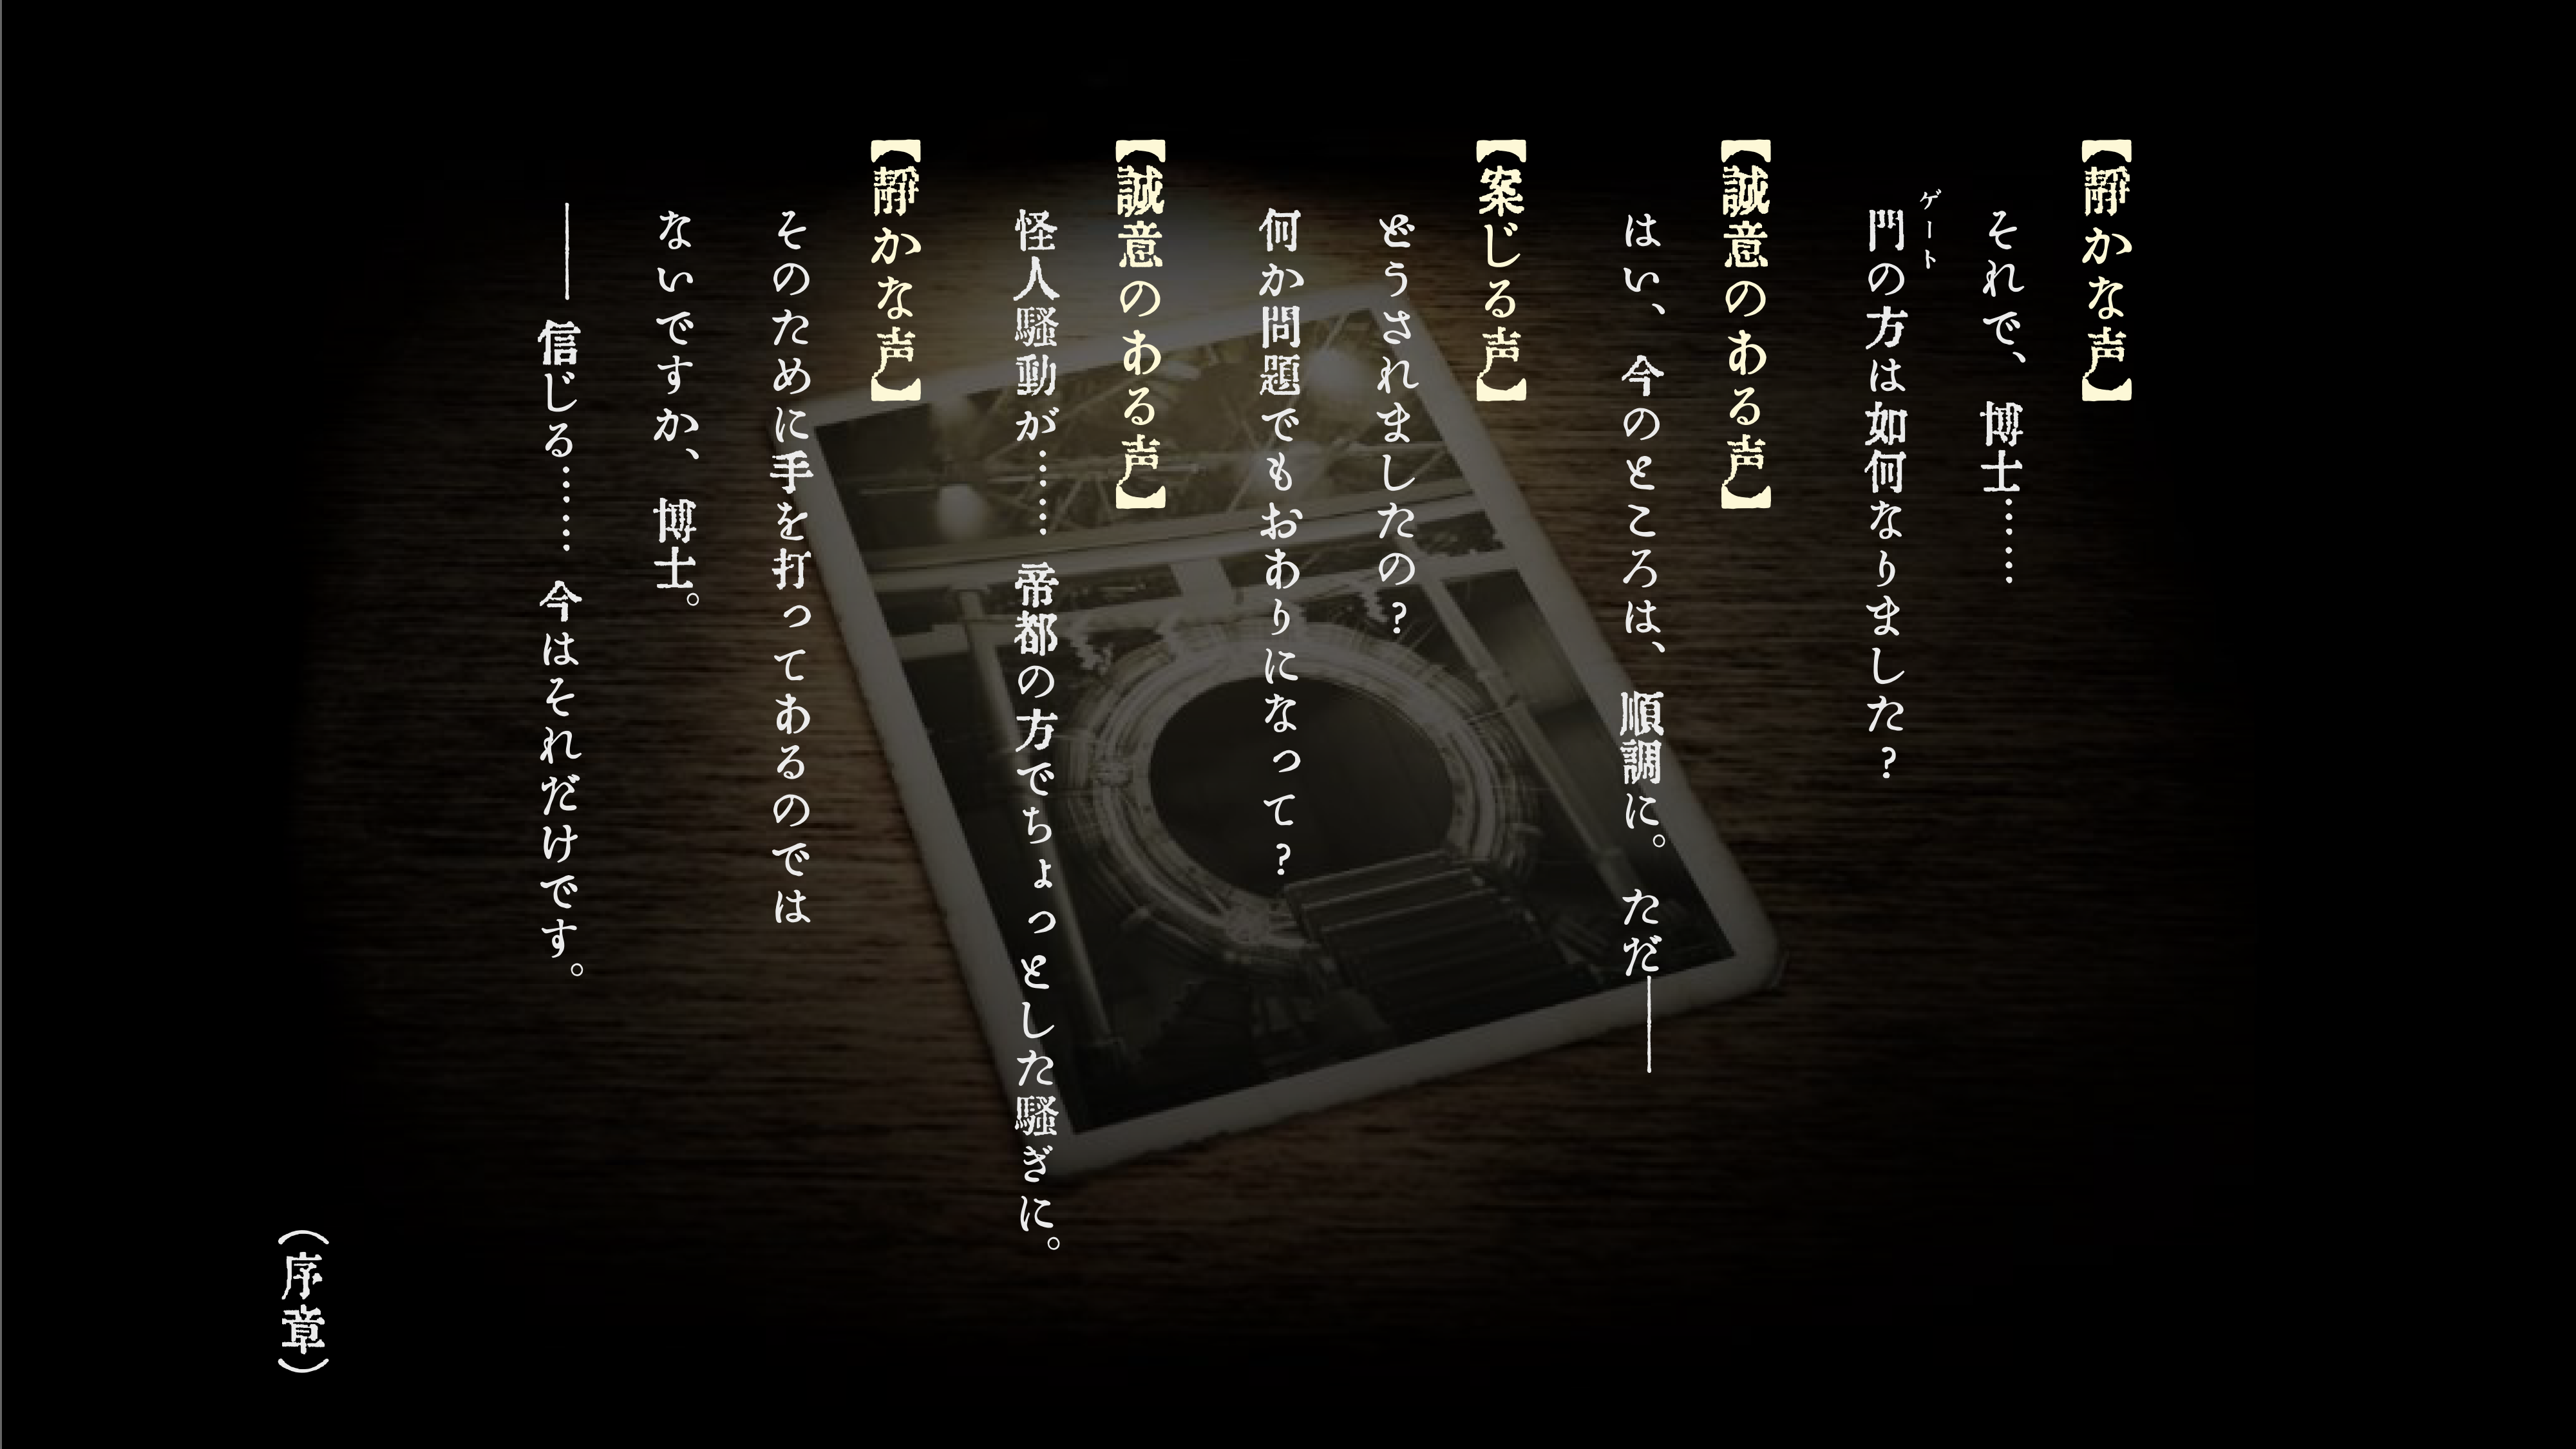 【静かな声】
それで、博士……
門の方は如何なりました？
ゲート
【誠意のある声】
はい、今のところは、順調に。ただ――
【案じる声】
どうされましたの？
何か問題でもおありになって？
【誠意のある声】
怪人騒動が……帝都の方でちょっとした騒ぎに。
【静かな声】
そのために手を打ってあるのでは
ないですか、博士。
――信じる……今はそれだけです。
（序章）